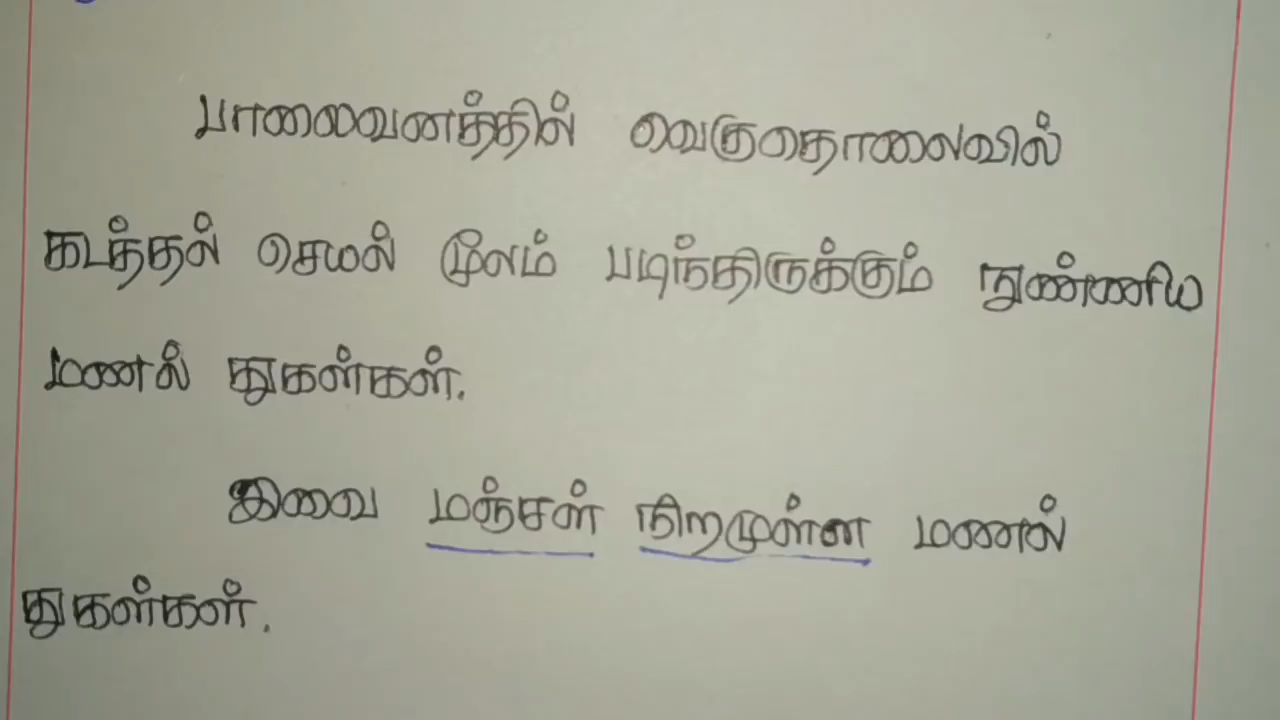 பாலைவனத்தின் வெகுதொலைவில்
கடத்தல் செயல் மூலம் படிந்திருக்கும் நுண்ணிய
மணல் துகள்கள்.
இவை மஞ்சள் நிறமுள்ள மணல்
துகள்கள்.